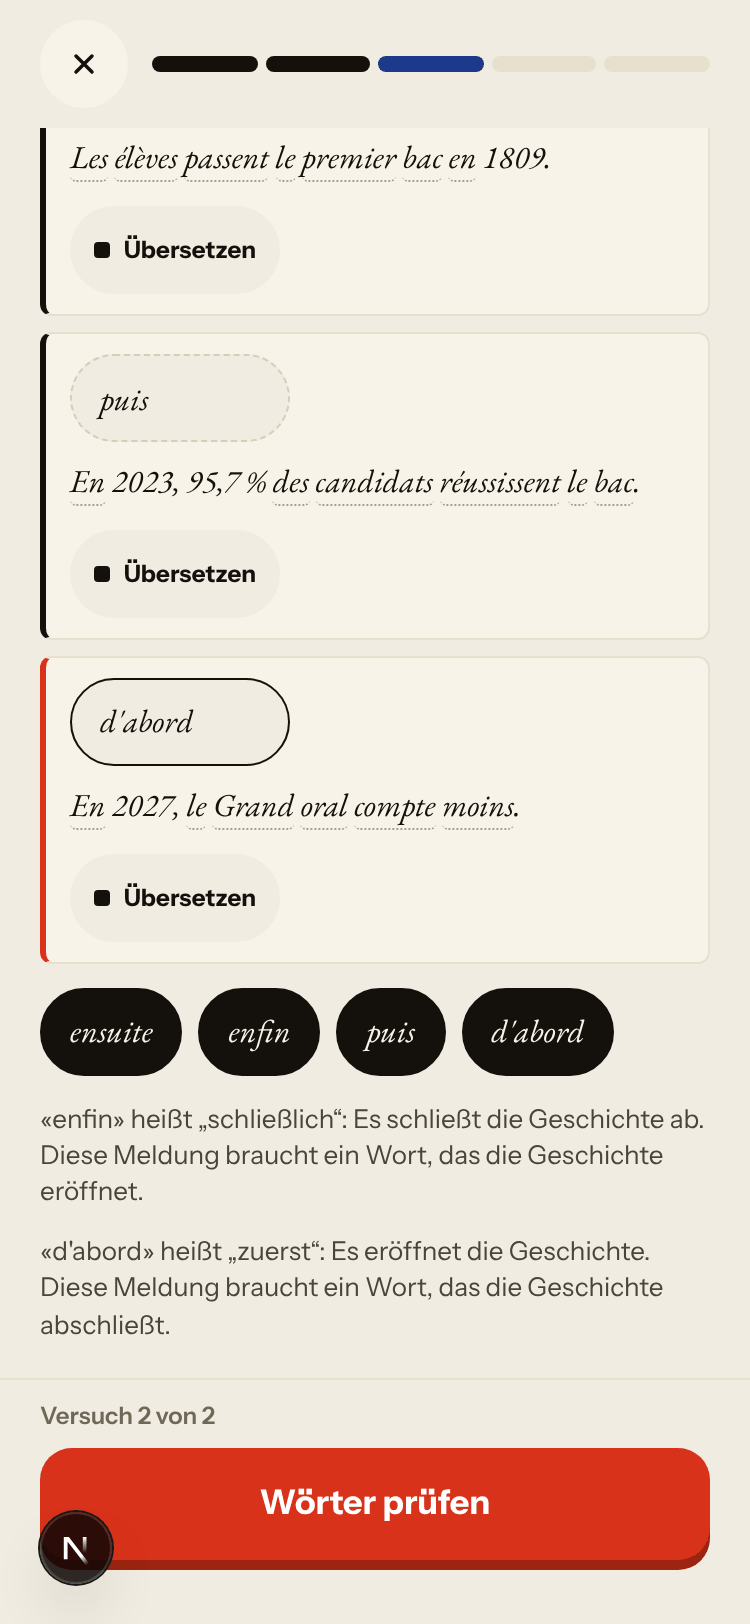 Les élèves passent le premier bac en 1809.
Übersetzen
puis
En 2023, 95,7 % des candidats réussissent le bac.
Übersetzen
d'abord
En 2027, le Grand oral compte moins.
Übersetzen
ensuite enfin puis d'abord
«enfin» heißt „schließlich“: Es schließt die Geschichte ab.
Diese Meldung braucht ein Wort, das die Geschichte
eröffnet.
«d'abord» heißt „zuerst“: Es eröffnet die Geschichte.
Diese Meldung braucht ein Wort, das die Geschichte
abschließt.
Versuch 2 von 2
Wörter prüfen
N